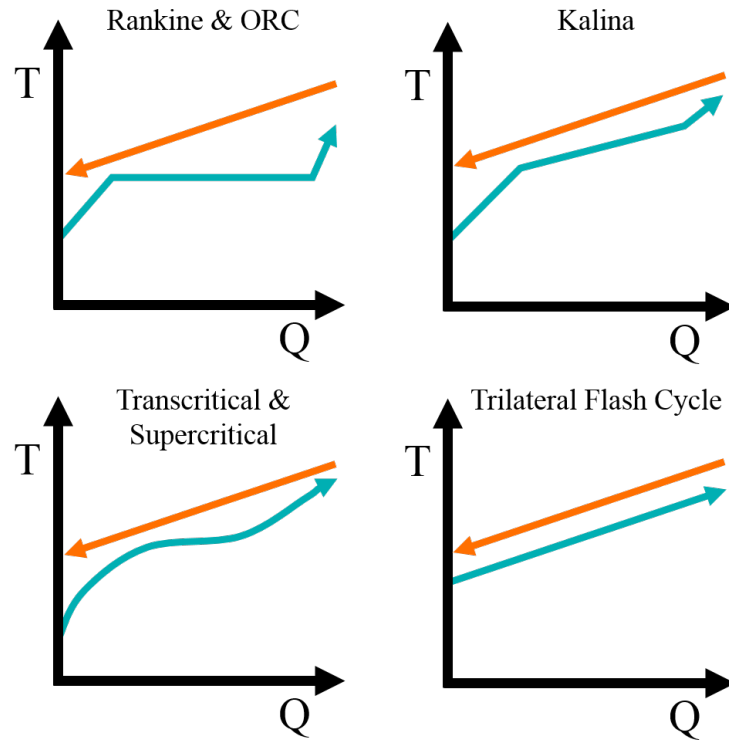 Rankine & ORC
T
Q
Kalina
T
Q
Transcritical &
Supercritical
T
Q
Trilateral Flash Cycle
T
Q